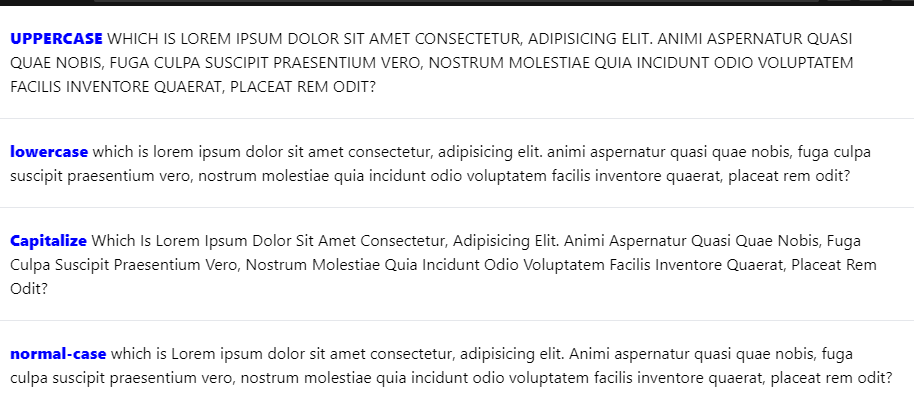 UPPERCASE WHICH IS LOREM IPSUM DOLOR SIT AMET CONSECTETUR, ADIPISICING ELIT. ANIMI ASPERNATUR QUASI
QUAE NOBIS, FUGA CULPA SUSCIPIT PRAESENTIUM VERO, NOSTRUM MOLESTIAE QUIA INCIDUNT ODIO VOLUPTATEM
FACILIS INVENTORE QUAERAT, PLACEAT REM ODIT?
lowercase which is lorem ipsum dolor sit amet consectetur, adipisicing elit. animi aspernatur quasi quae nobis, fuga culpa
suscipit praesentium vero, nostrum molestiae quia incidunt odio voluptatem facilis inventore quaerat, placeat rem odit?
Capitalize Which Is Lorem Ipsum Dolor Sit Amet Consectetur, Adipisicing Elit. Animi Aspernatur Quasi Quae Nobis, Fuga
Culpa Suscipit Praesentium Vero, Nostrum Molestiae Quia Incidunt Odio Voluptatem Facilis Inventore Quaerat, Placeat Rem
Odit?
normal-case which is Lorem ipsum dolor sit amet consectetur, adipisicing elit. Animi aspernatur quasi quae nobis, fuga
culpa suscipit praesentium vero, nostrum molestiae quia incidunt odio voluptatem facilis inventore quaerat, placeat rem odit?